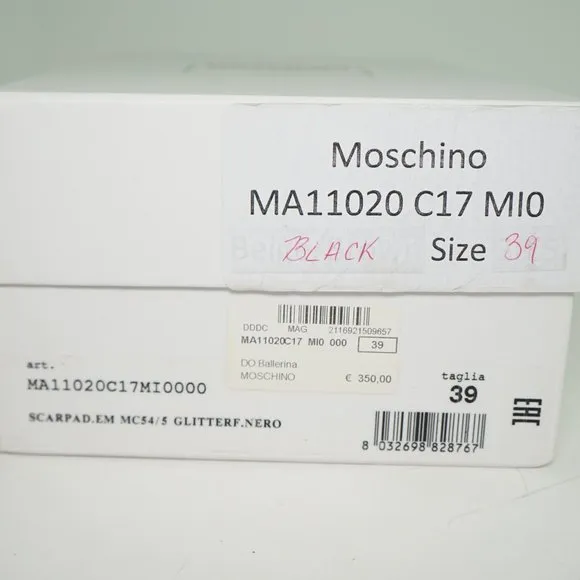 Moschino
MA11020 C17 MI0
BLACK Size 39
DDDC MAG 2116921509657
MA11020C17 MI0 000 39
DO Ballerina
MOSCHINO € 350,00
art.
MA11020C17MI0000
taglia
39
SCARPAD.EM MC54/5 GLITTERF.NERO
8 032698 828767
EAC